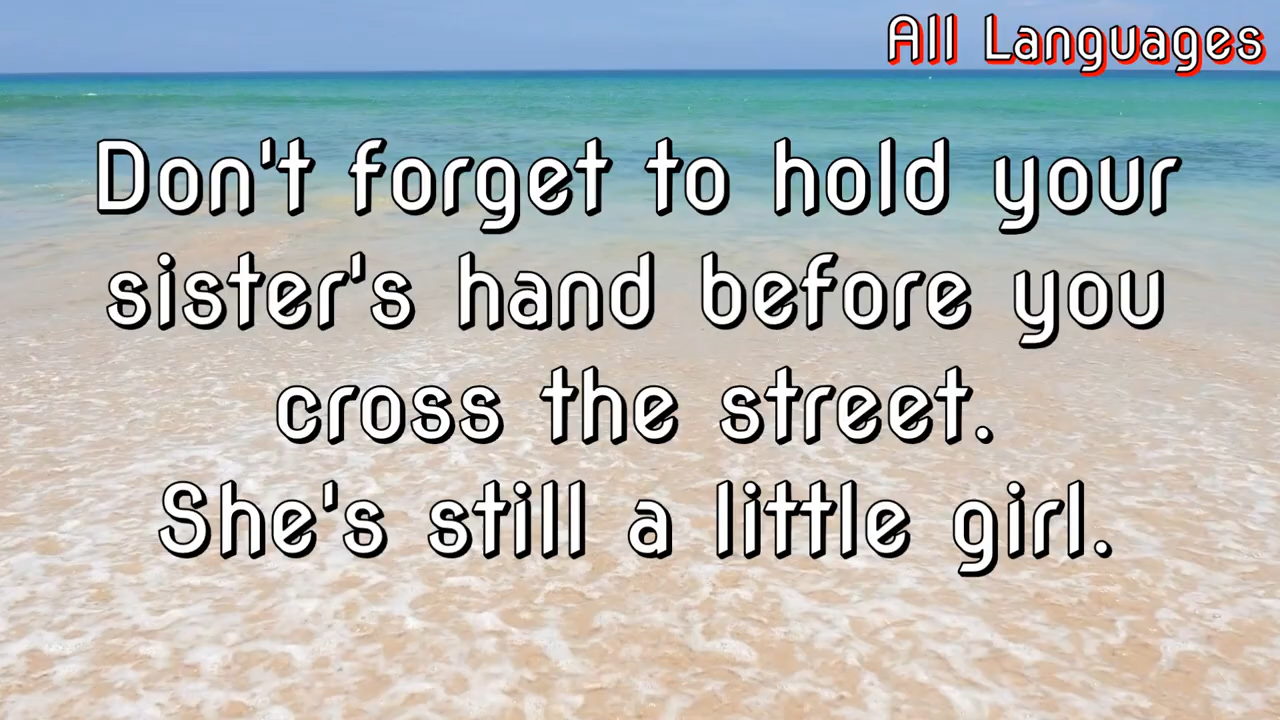 All Languages
Don't forget to hold your
sister's hand before you
cross the street.
She's still a little girl.